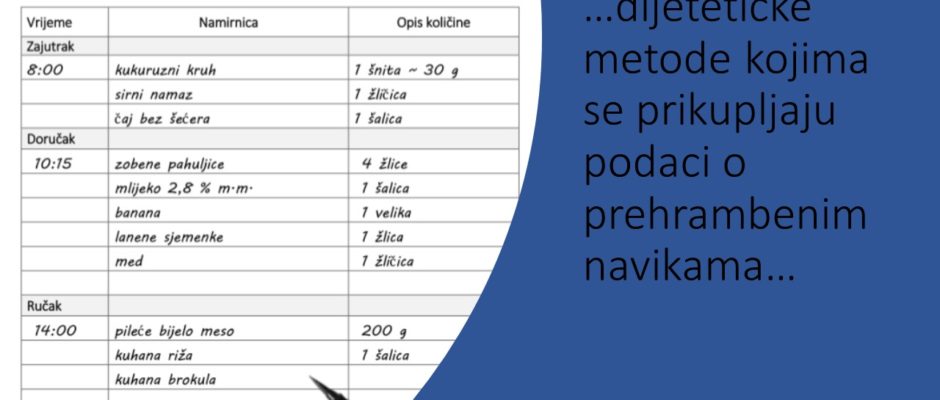 Vrijeme Namirnica Opis količine
Zajutrak
8:00 kukuruzni kruh 1 šnita ~ 30 g
sirni namaz 1 žličica
čaj bez šećera 1 šalica
Doručak
10:15 zobene pahuljice 4 žlice
mlijeko 2,8 % m.m. 1 šalica
banana 1 velika
lanene sjemenke 1 žlica
med 1 žličica
Ručak
14:00 pileće bijelo meso 200 g
kuhana riža 1 šalica
kuhana brokula
...dijetetičke
metode kojima
se prikupljaju
podaci o
prehrambenim
navikama...